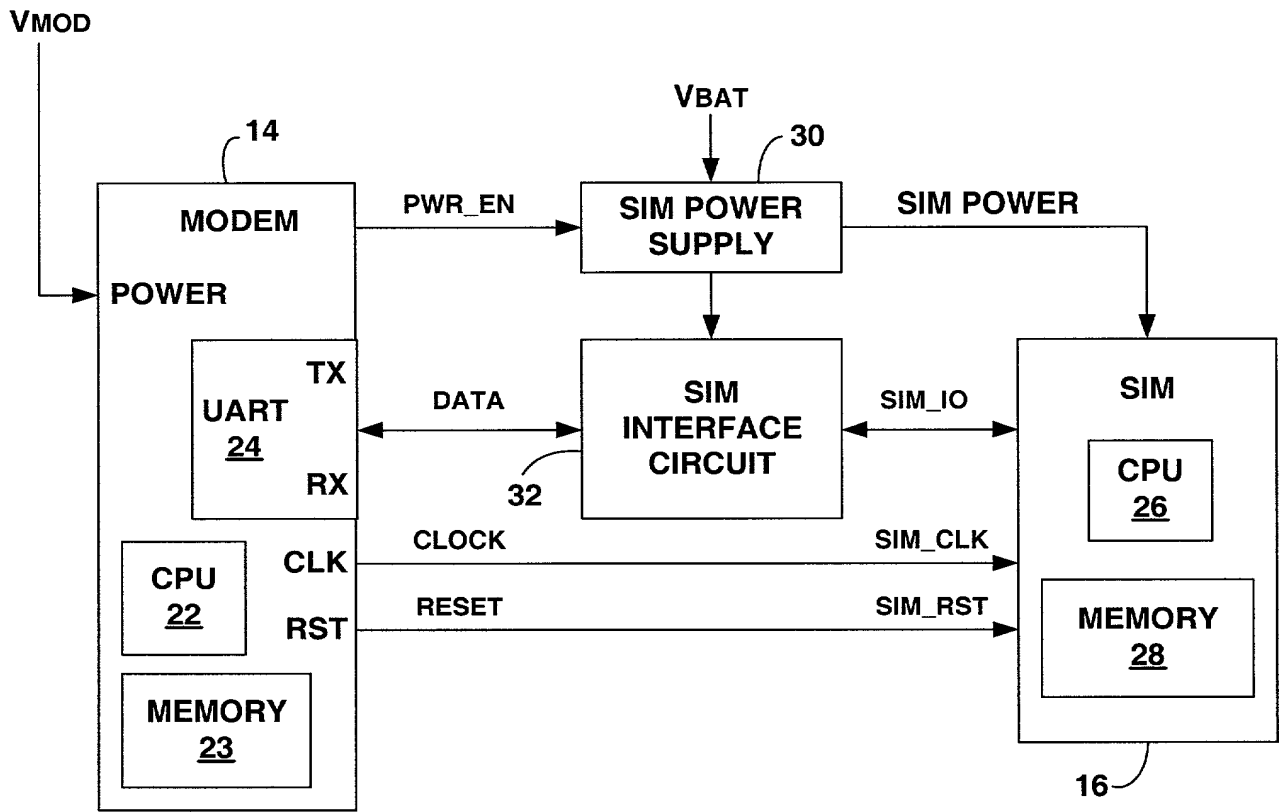 VMOD
VBAT
14
30
MODEM
PWR_EN
SIM POWER
SUPPLY
SIM POWER
POWER
TX
UART
24
RX
DATA
SIM
INTERFACE
CIRCUIT
32
SIM_IO
SIM
CPU
26
CLK
CLOCK
SIM_CLK
CPU
22
RST
RESET
SIM_RST
MEMORY
28
MEMORY
23
16